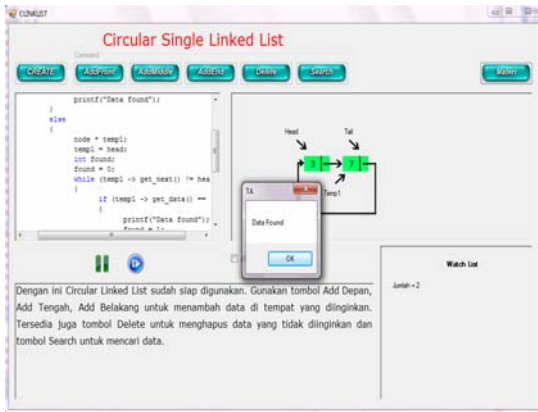 CLINKLIST
Circular Single Linked List
Command
CREATE AddFront AddMiddle AddEnd Delete Search Materi
printf("Data found");
}
else
{
node * temp1;
temp1 = head;
int found;
found = 0;
while (temp1 -> get_next() != hea
{
if (temp1 -> get_data() ==
{
printf("Data found");
found = 1;
Head Tail
3 7
Temp1
TA
Data Found
OK
Watch List
Jumlah = 2
Dengan ini Circular Linked List sudah siap digunakan. Gunakan tombol Add Depan,
Add Tengah, Add Belakang untuk menambah data di tempat yang diinginkan.
Tersedia juga tombol Delete untuk menghapus data yang tidak diinginkan dan
tombol Search untuk mencari data.